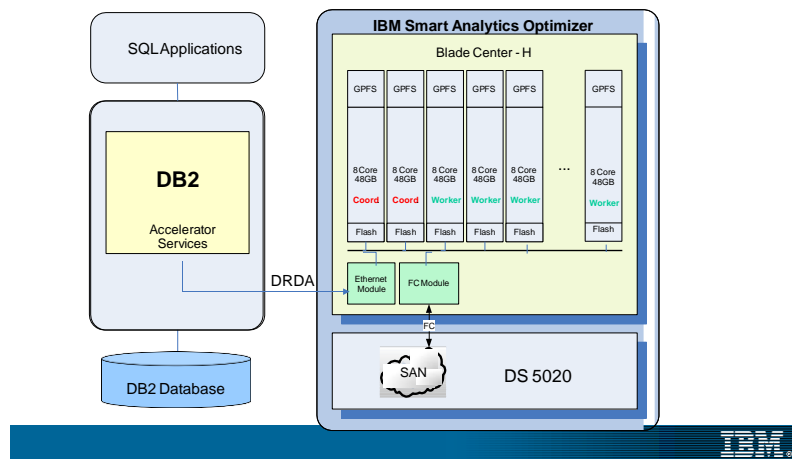 IBM Smart Analytics Optimizer
SQL Applications
Blade Center - H
GPFS
GPFS
GPFS
GPFS
GPFS
GPFS
8 Core
48GB
Coord
8 Core
48GB
Coord
8 Core
48GB
Worker
8 Core
48GB
Worker
8 Core
48GB
Worker
...
8 Core
48GB
Worker
Flash
Flash
Flash
Flash
Flash
Flash
DB2
Accelerator
Services
DRDA
Ethernet
Module
FC Module
FC
SAN
DS 5020
DB2 Database
IBM®